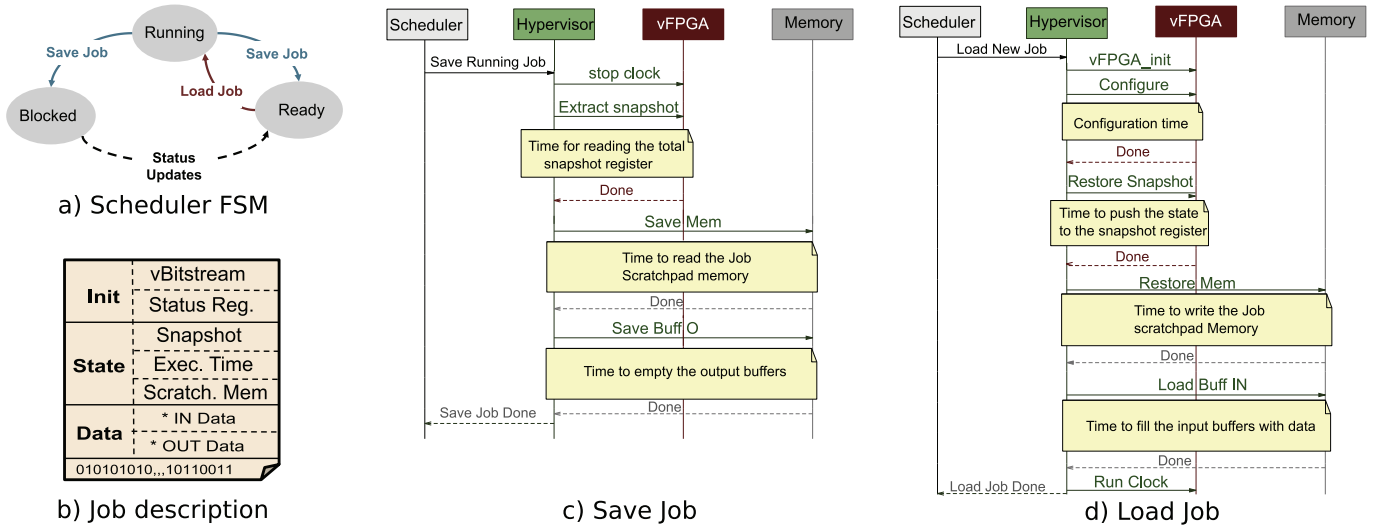 Running
Save Job
Save Job
Load Job
Blocked
Ready
Status
Updates
a) Scheduler FSM
Init
vBitstream
Status Reg.
State
Snapshot
Exec. Time
Scratch. Mem
Data
* IN Data
* OUT Data
010101010,,,10110011
b) Job description
Scheduler
Hypervisor
vFPGA
Memory
Save Running Job
stop clock
Extract snapshot
Time for reading the total
snapshot register
Done
Save Mem
Time to read the Job
Scratchpad memory
Done
Save Buff O
Time to empty the output buffers
Done
Save Job Done
c) Save Job
Scheduler
Hypervisor
vFPGA
Memory
Load New Job
vFPGA_init
Configure
Configuration time
Done
Restore Snapshot
Time to push the state
to the snapshot register
Done
Restore Mem
Time to write the Job
scratchpad Memory
Done
Load Buff IN
Time to fill the input buffers with data
Done
Load Job Done
Run Clock
d) Load Job